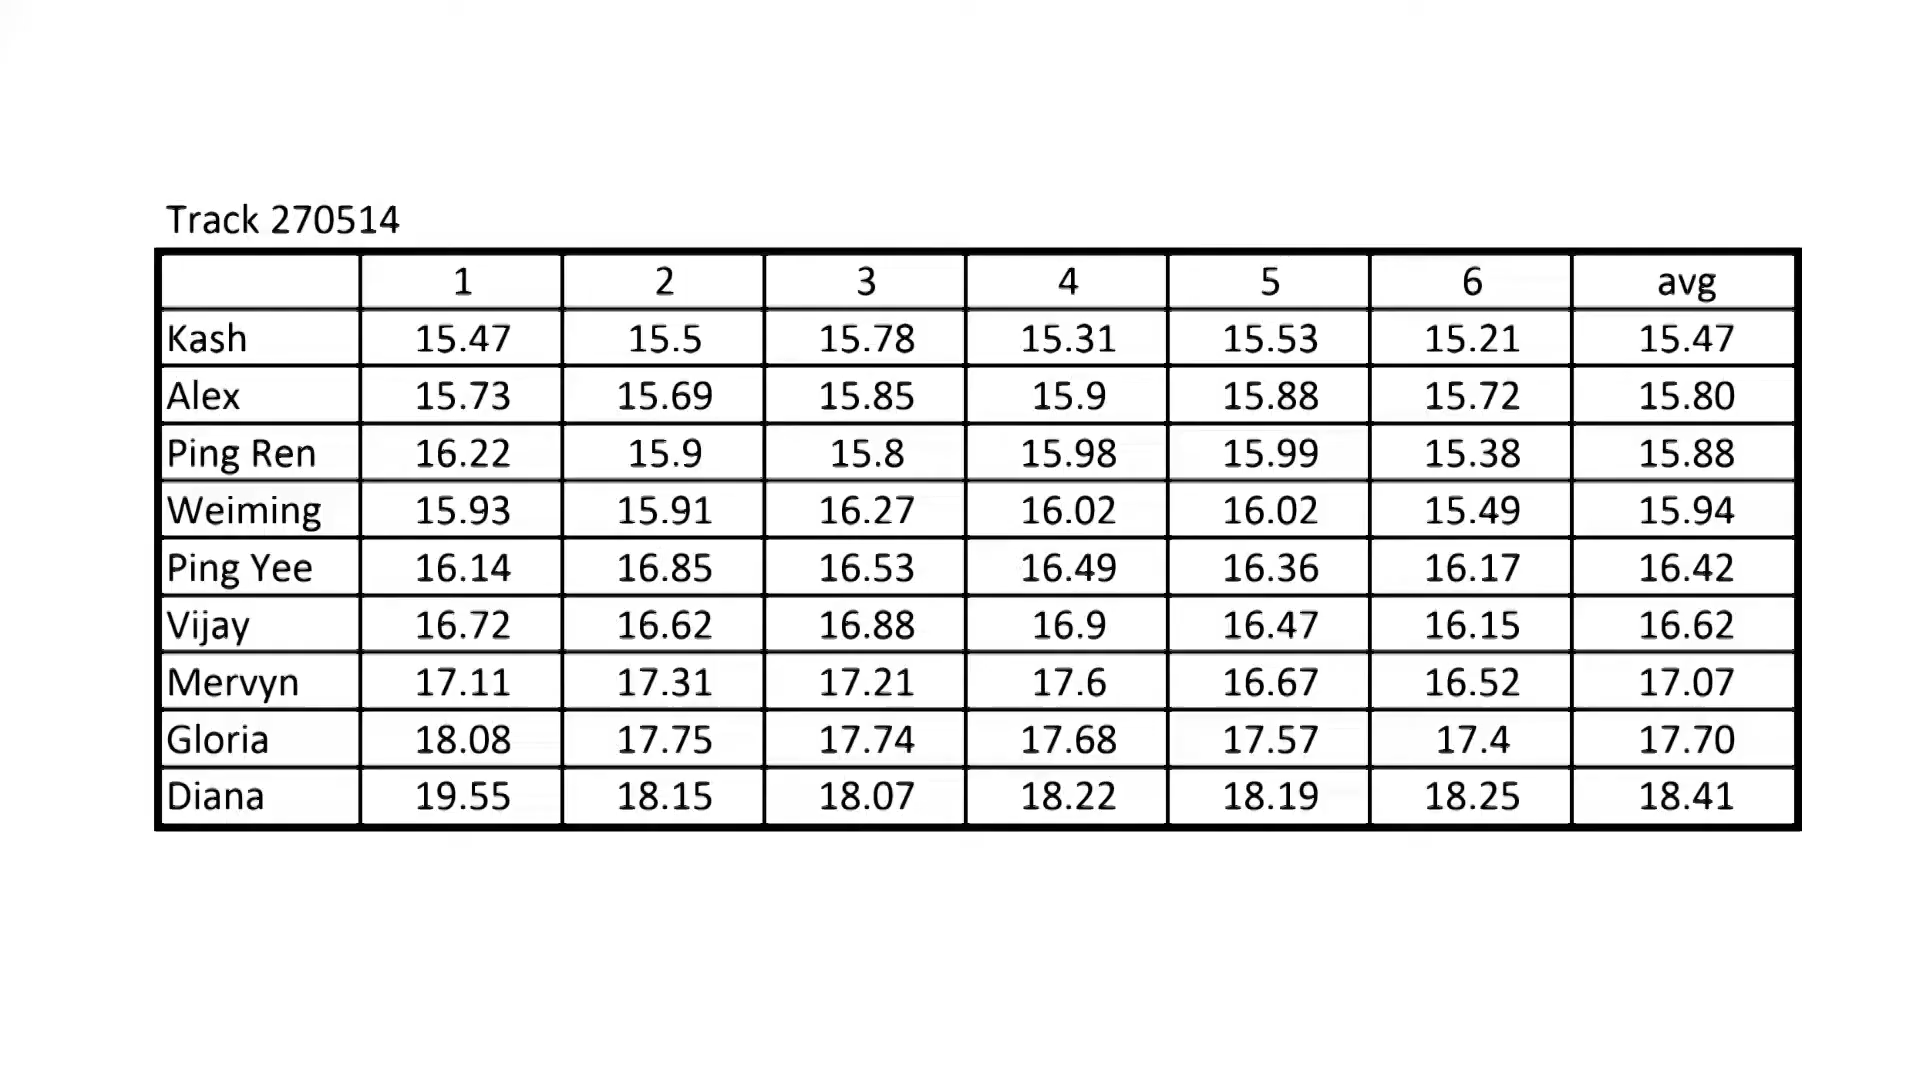 Track 270514
1 2 3 4 5 6 avg
Kash 15.47 15.5 15.78 15.31 15.53 15.21 15.47
Alex 15.73 15.69 15.85 15.9 15.88 15.72 15.80
Ping Ren 16.22 15.9 15.8 15.98 15.99 15.38 15.88
Weiming 15.93 15.91 16.27 16.02 16.02 15.49 15.94
Ping Yee 16.14 16.85 16.53 16.49 16.36 16.17 16.42
Vijay 16.72 16.62 16.88 16.9 16.47 16.15 16.62
Mervyn 17.11 17.31 17.21 17.6 16.67 16.52 17.07
Gloria 18.08 17.75 17.74 17.68 17.57 17.4 17.70
Diana 19.55 18.15 18.07 18.22 18.19 18.25 18.41